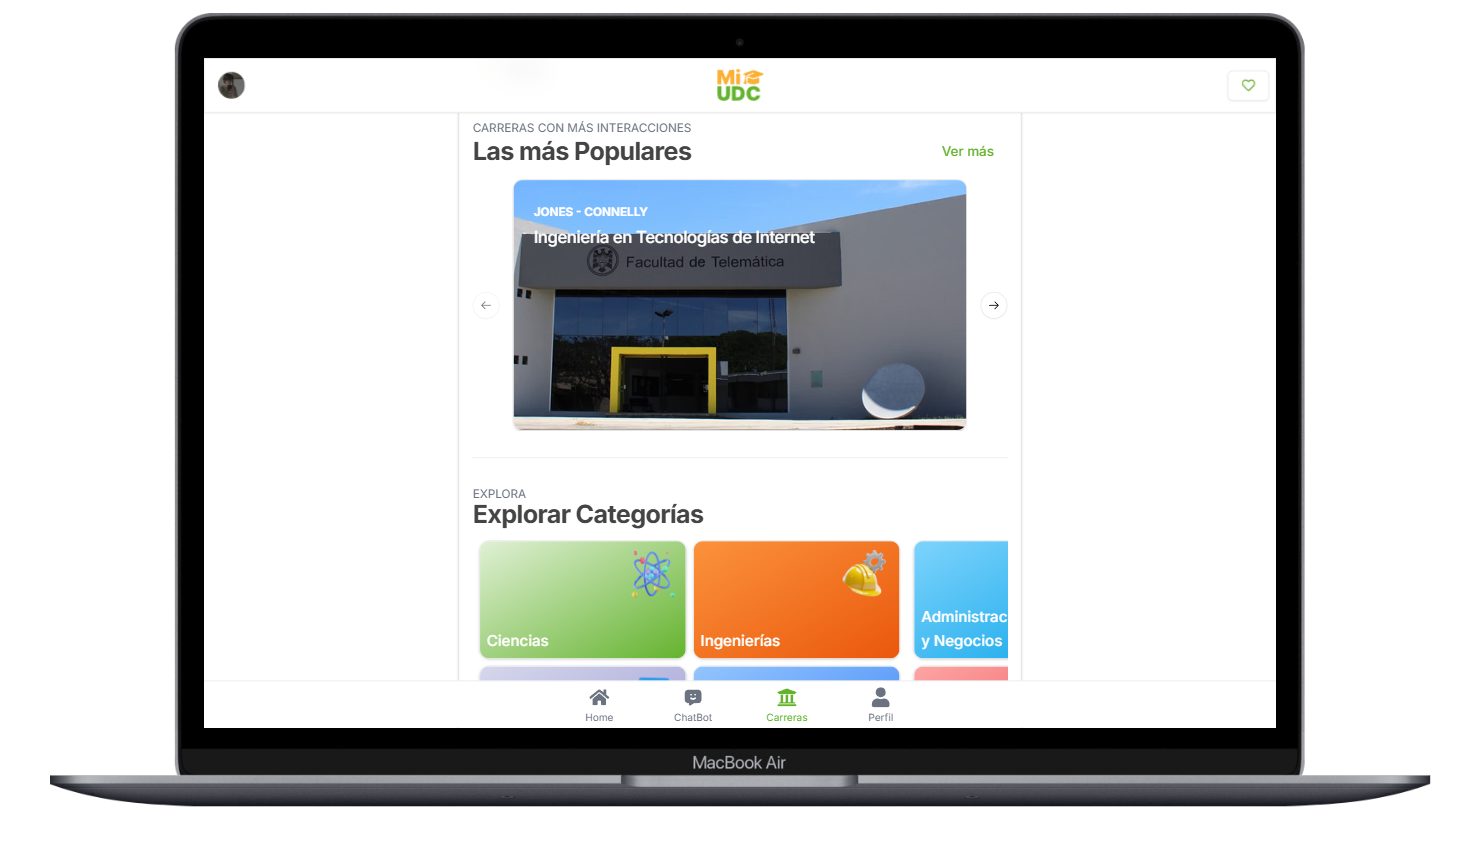 Mi
UDC
CARRERAS CON MÁS INTERACCIONES
Las más Populares
Ver más
JONES - CONNELLY
Ingeniería en Tecnologías de Internet
Facultad de Telemática
EXPLORA
Explorar Categorías
Ciencias
Ingenierías
Administrac
y Negocios
Home
ChatBot
Carreras
Perfil
MacBook Air